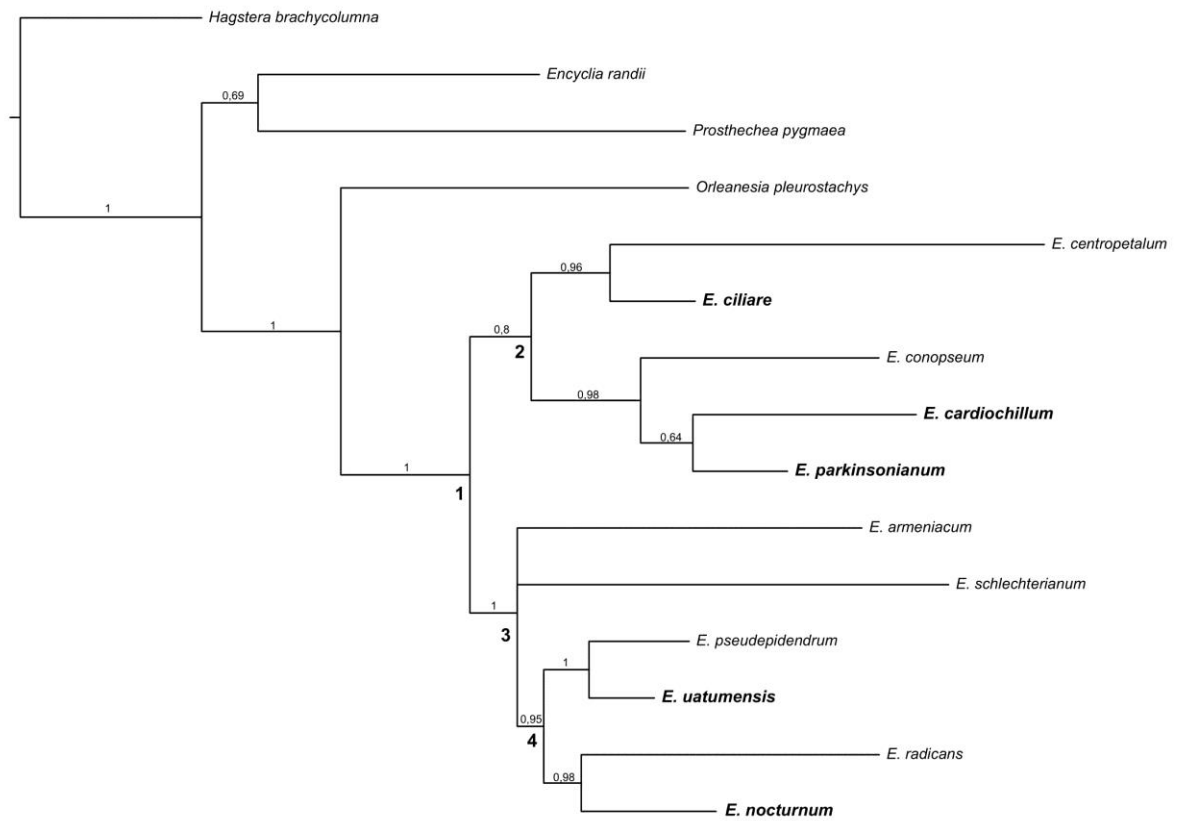 Hagstera brachycolumna
Encyclia randii
0,69
Prosthechea pygmaea
Orleanesia pleurostachys
1
E. centropetalum
0,96
E. ciliare
1
0,8
2
E. conopseum
0,98
E. cardiochillum
0,64
E. parkinsonianum
1
1
E. armeniacum
E. schlechterianum
1
3
E. pseudepidendrum
1
E. uatumensis
0,95
4
E. radicans
0,98
E. nocturnum